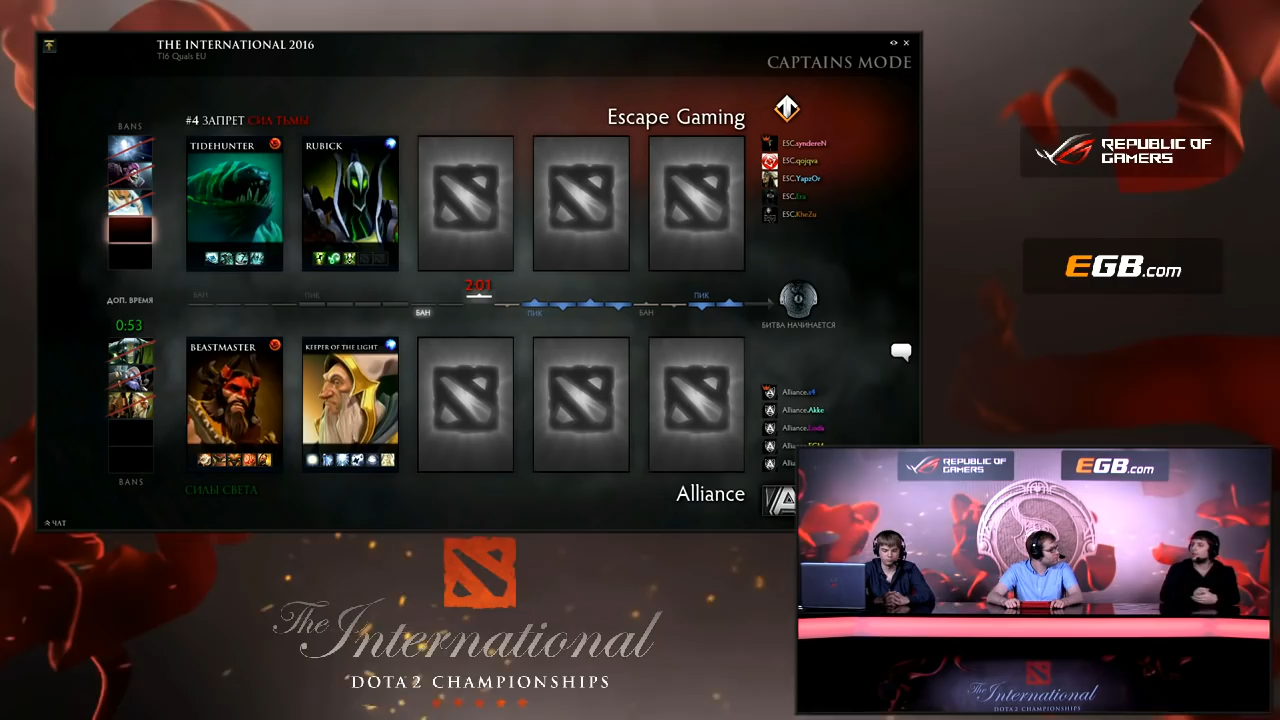 THE INTERNATIONAL 2016
TI6 Quals EU
CAPTAINS MODE
BANS
#4 ЗАПРЕТ СИЛ ТЬМЫ
Escape Gaming
TIDEHUNTER
RUBICK
ESC.syndereN
ESC.qojqva
ESC.YapzOr
ESC.Era
ESC.KheZu
REPUBLIC OF
GAMERS
EGB.com
ДОП. ВРЕМЯ
0:53
БАН
ПИК
2:01
ПИК
БАН
ПИК
БАН
БИТВА НАЧИНАЕТСЯ
BEASTMASTER
KEEPER OF THE LIGHT
Alliance.s4
Alliance.Akke
Alliance.Loda
BANS
СИЛЫ СВЕТА
Alliance
ЧАТ
REPUBLIC OF
GAMERS
EGB.com
The International
DOTA 2 CHAMPIONSHIPS
The International
DOTA 2 CHAMPIONSHIPS